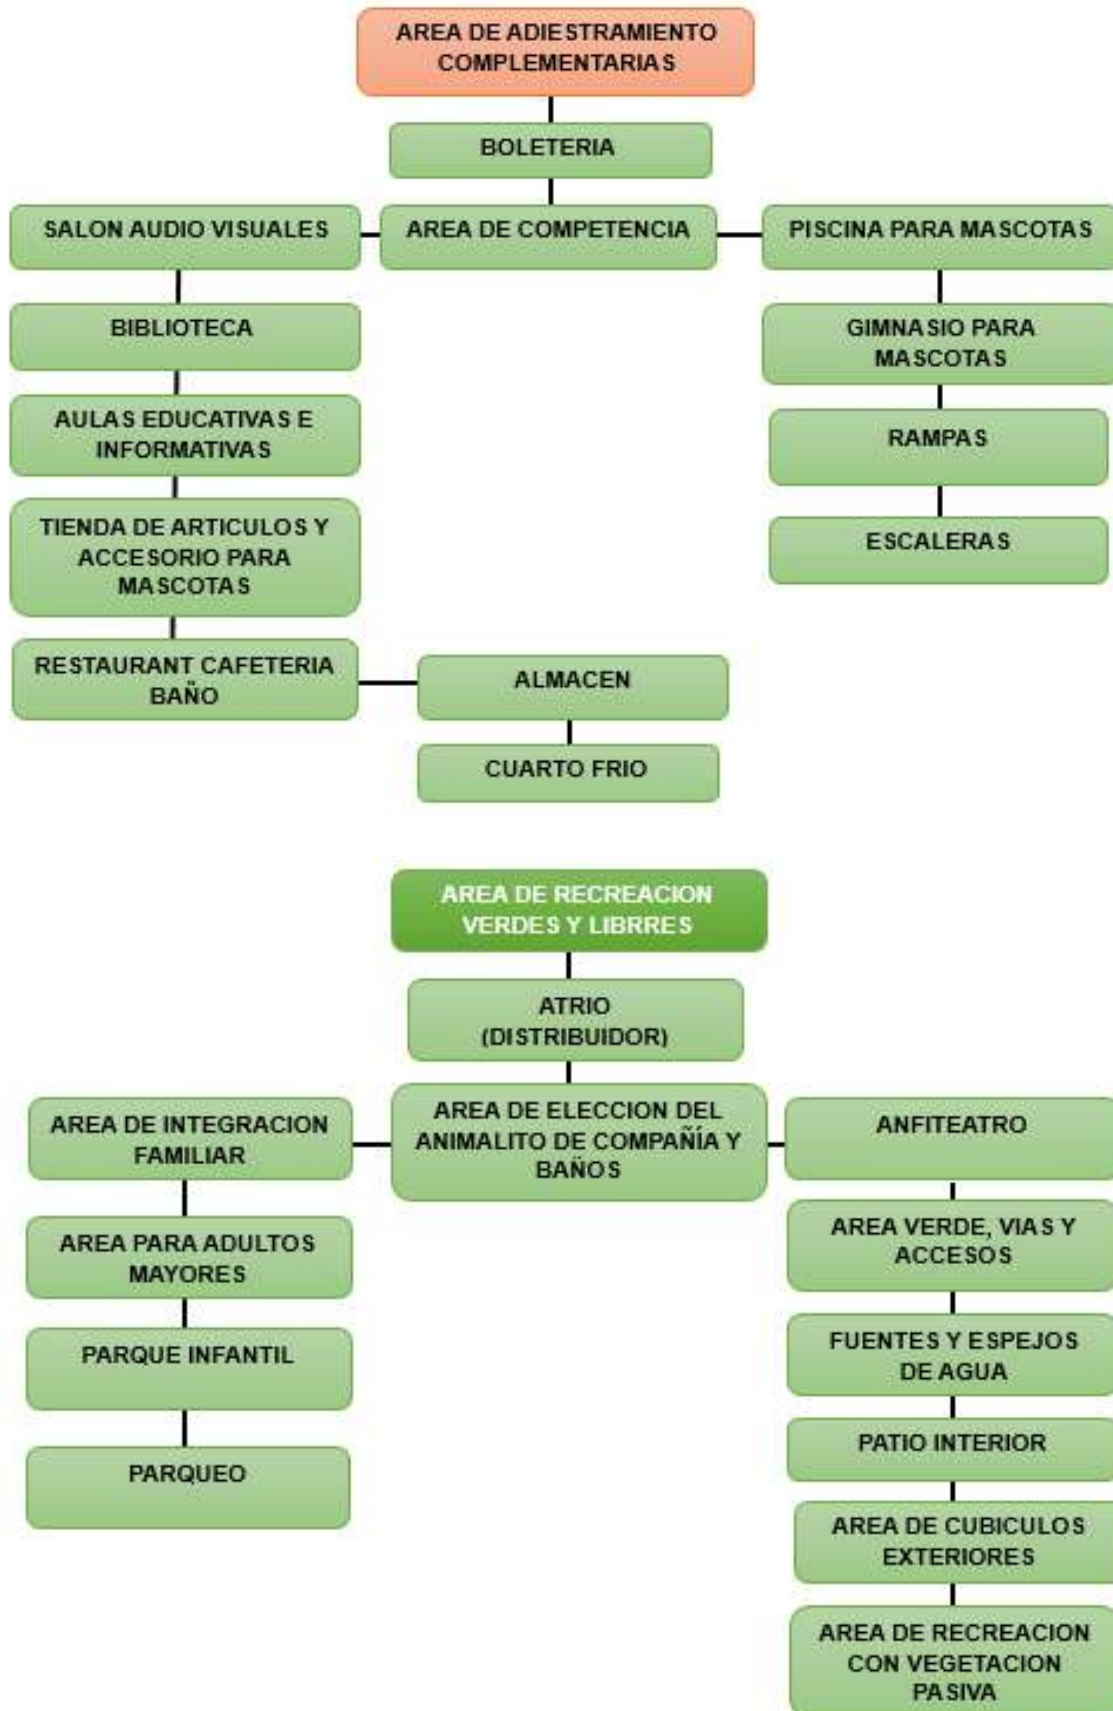 AREA DE ADIESTRAMIENTO
COMPLEMENTARIAS
BOLETERIA
SALON AUDIO VISUALES
AREA DE COMPETENCIA
PISCINA PARA MASCOTAS
BIBLIOTECA
GIMNASIO PARA
MASCOTAS
AULAS EDUCATIVAS E
INFORMATIVAS
RAMPAS
TIENDA DE ARTICULOS Y
ACCESORIO PARA
MASCOTAS
ESCALERAS
RESTAURANT CAFETERIA
BAÑO
ALMACEN
CUARTO FRIO
AREA DE RECREACION
VERDES Y LIBRRES
ATRIO
(DISTRIBUIDOR)
AREA DE INTEGRACION
FAMILIAR
AREA DE ELECCION DEL
ANIMALITO DE COMPAÑÍA Y
BAÑOS
ANFITEATRO
AREA PARA ADULTOS
MAYORES
AREA VERDE, VIAS Y
ACCESOS
PARQUE INFANTIL
FUENTES Y ESPEJOS
DE AGUA
PARQUEO
PATIO INTERIOR
AREA DE CUBICULOS
EXTERIORES
AREA DE RECREACION
CON VEGETACION
PASIVA